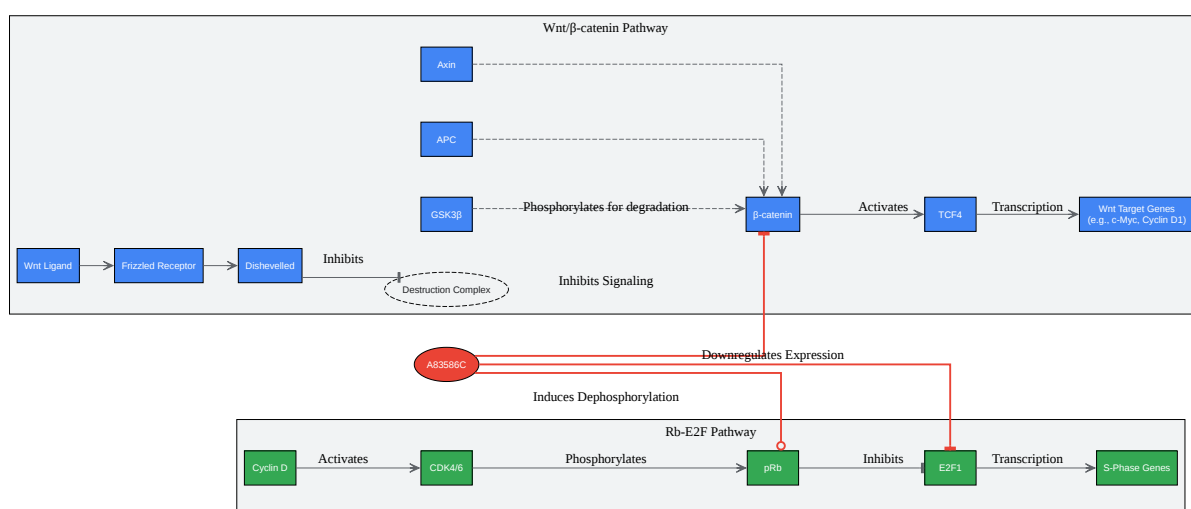 Wnt/β-catenin Pathway
Axin
APC
GSK3β
Phosphorylates for degradation
β-catenin
Activates
TCF4
Transcription
Wnt Target Genes
(e.g., c-Myc, Cyclin D1)
Wnt Ligand
Frizzled Receptor
Dishevelled
Inhibits
Destruction Complex
Inhibits Signaling
A83586C
Downregulates Expression
Induces Dephosphorylation
Rb-E2F Pathway
Cyclin D
Activates
CDK4/6
Phosphorylates
pRb
Inhibits
E2F1
Transcription
S-Phase Genes